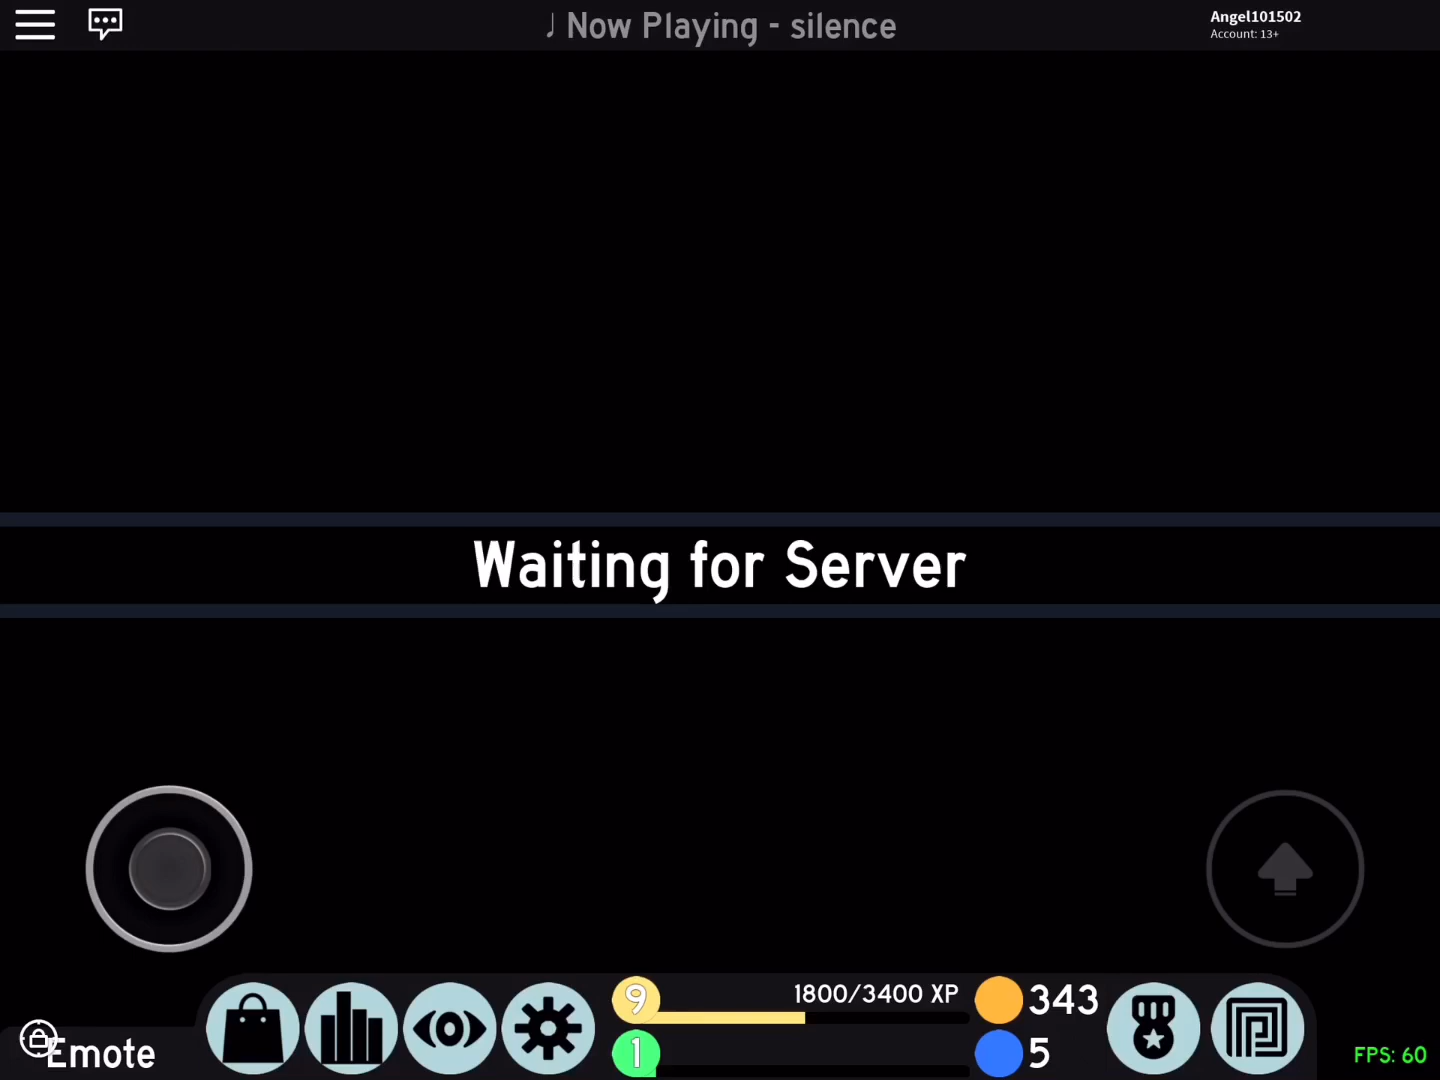 ♩ Now Playing - silence
Angel101502
Account: 13+
Waiting for Server
9
1800/3400 XP
343
1
5
Emote
FPS: 60